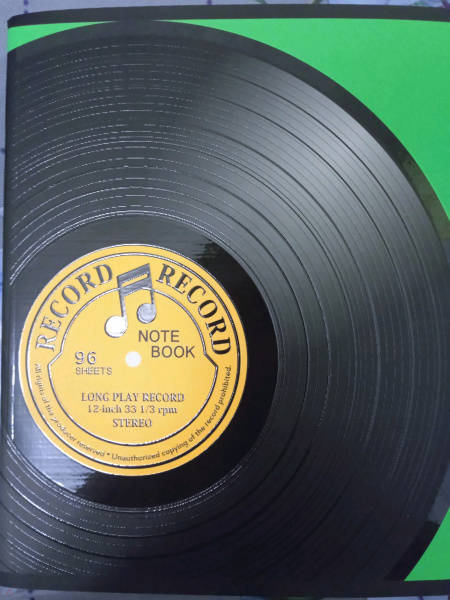 RECORD RECORD
NOTE
BOOK
96
SHEETS
LONG PLAY RECORD
12-inch 33 1/3 rpm
STEREO
All rights of the producer reserved * Unauthorized copying of the record prohibited.